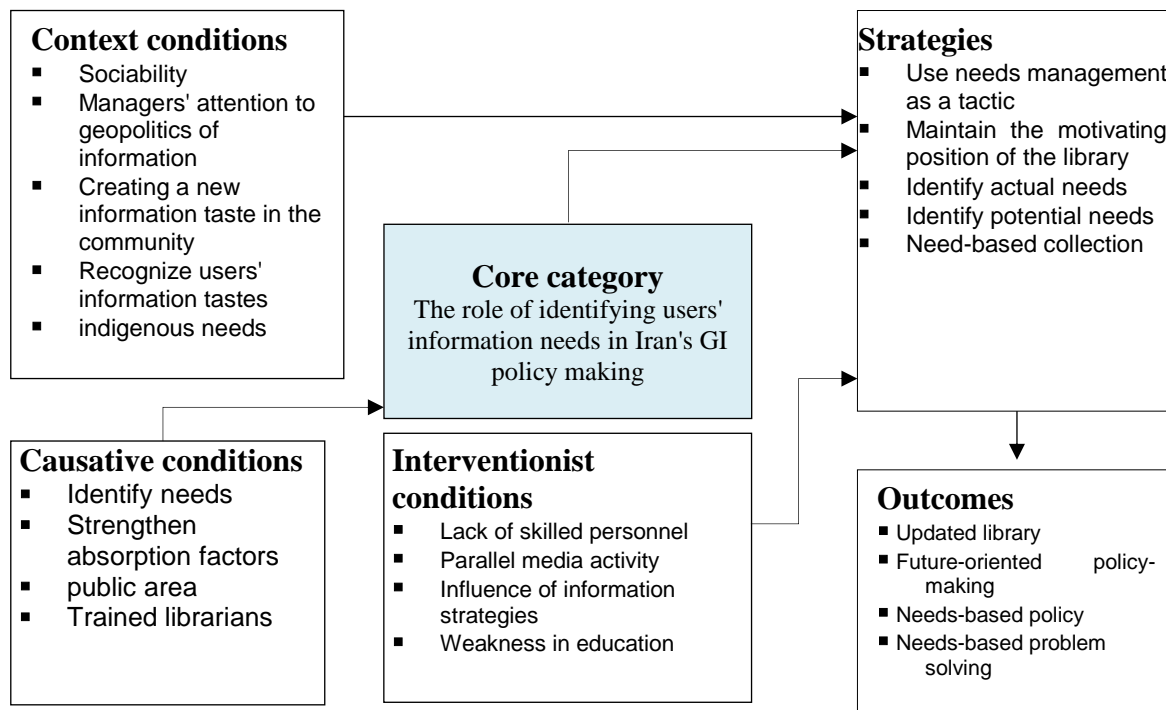 Context conditions
▪ Sociability
▪ Managers' attention to
geopolitics of
information
▪ Creating a new
information taste in the
community
▪ Recognize users'
information tastes
▪ indigenous needs
Strategies
▪ Use needs management
as a tactic
▪ Maintain the motivating
position of the library
▪ Identify actual needs
▪ Identify potential needs
▪ Need-based collection
Core category
The role of identifying users'
information needs in Iran's GI
policy making
Causative conditions
▪ Identify needs
▪ Strengthen
absorption factors
▪ public area
▪ Trained librarians
Interventionist
conditions
▪ Lack of skilled personnel
▪ Parallel media activity
▪ Influence of information
strategies
▪ Weakness in education
Outcomes
▪ Updated library
▪ Future-oriented policy-
making
▪ Needs-based policy
▪ Needs-based problem
solving